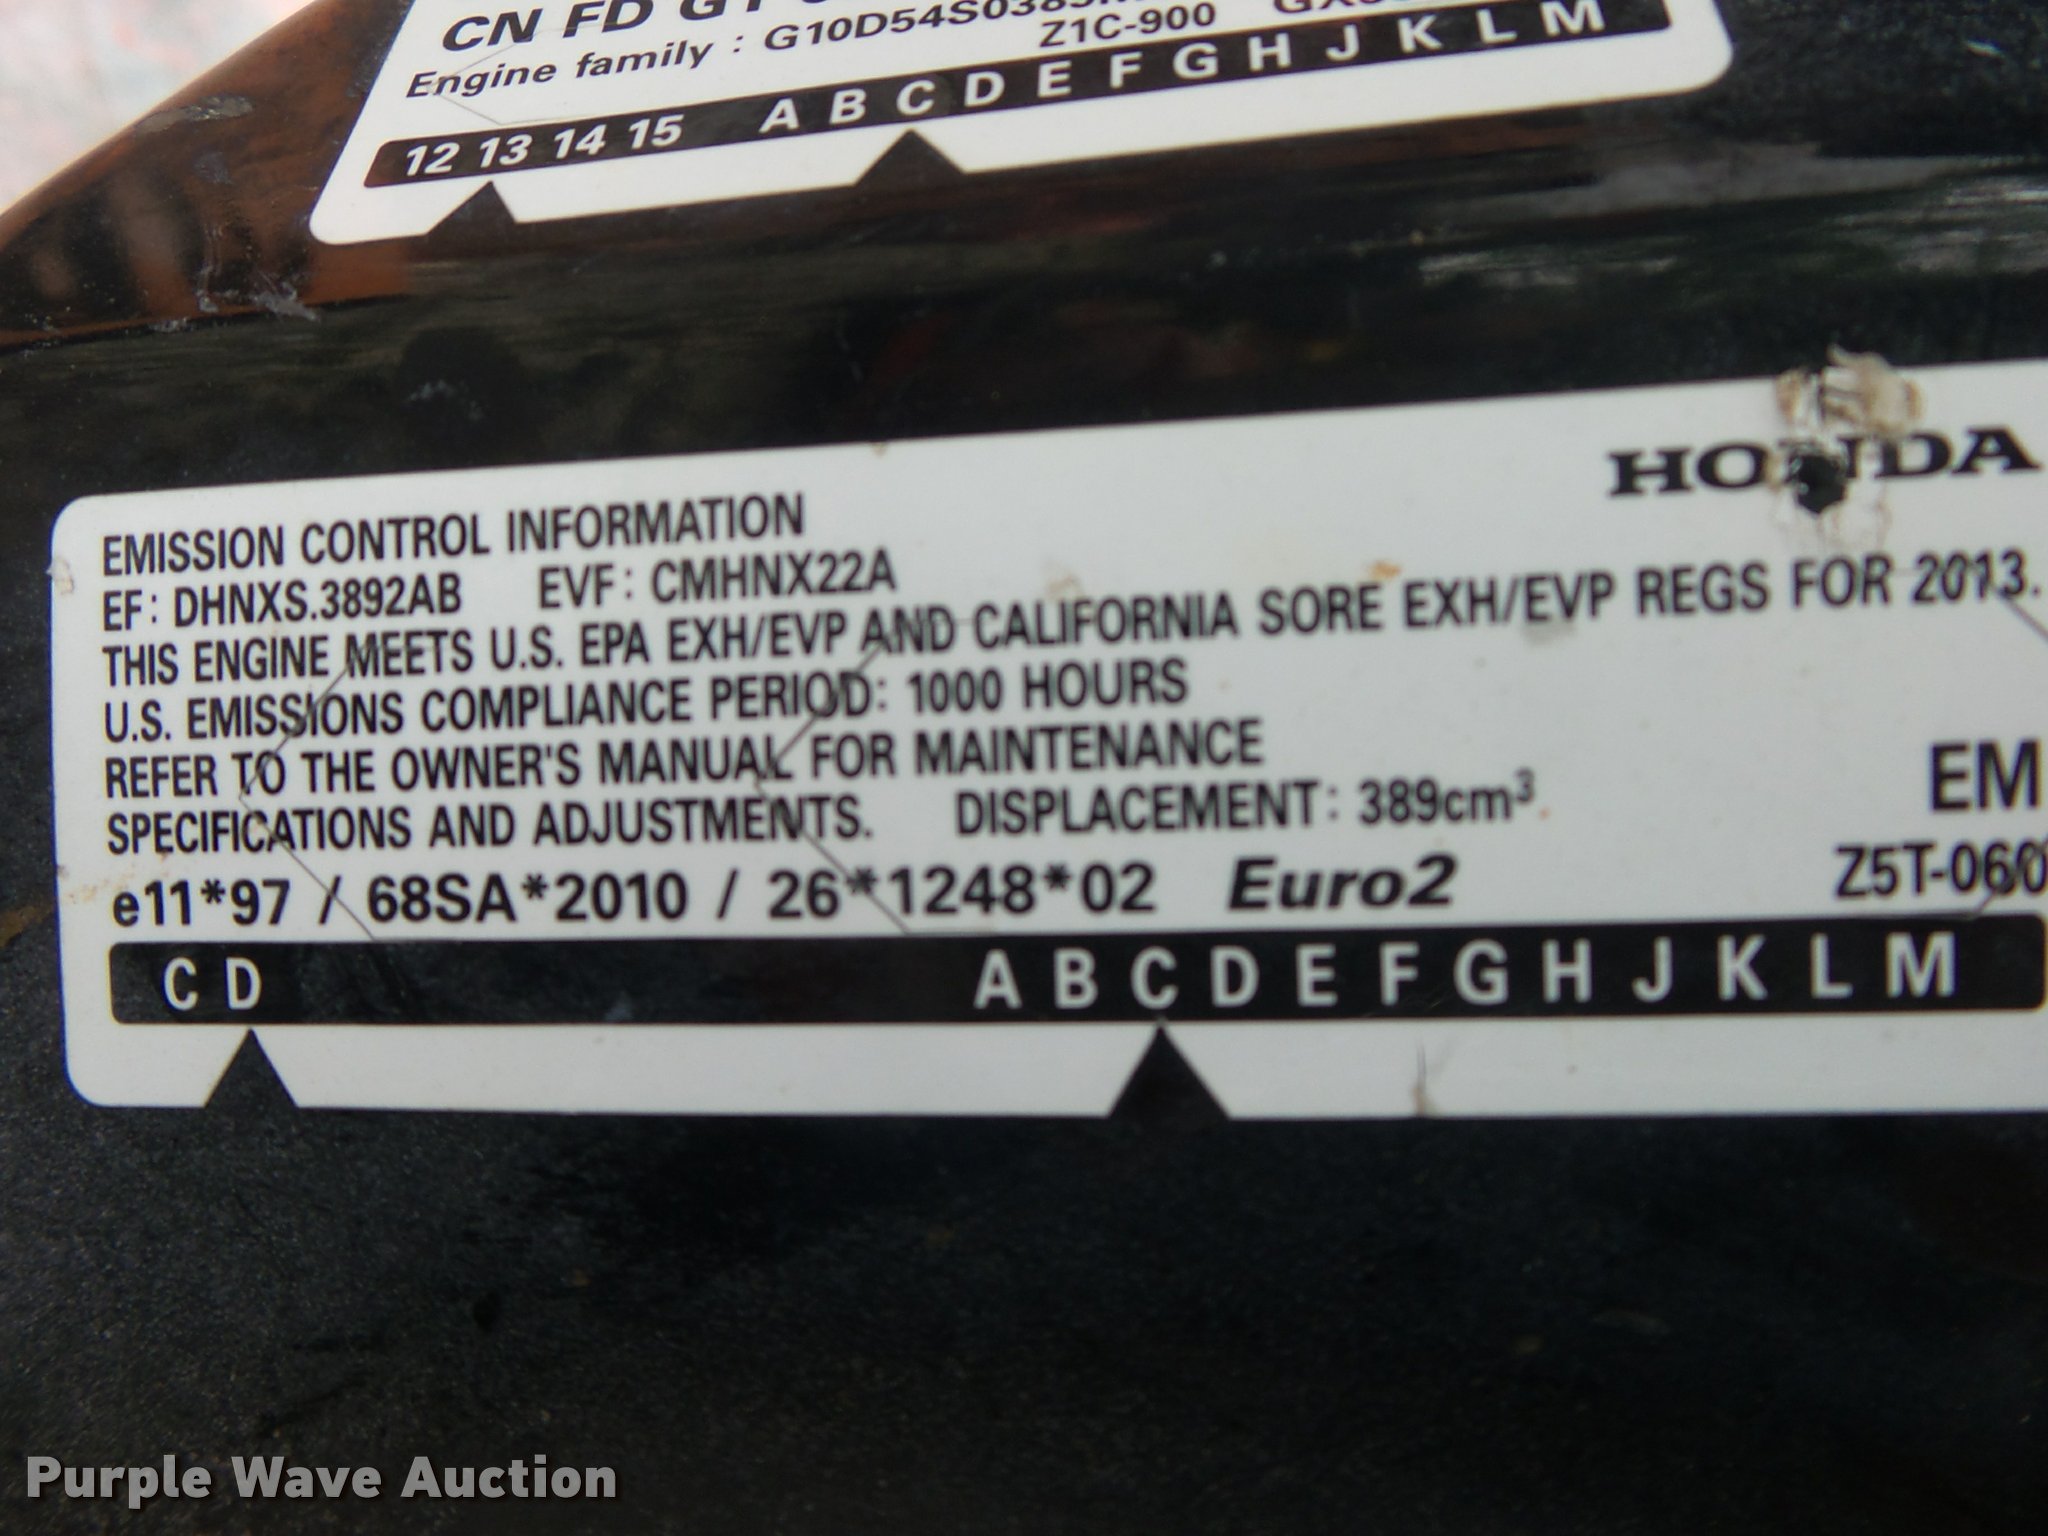 CN FD
Engine family :
Z1C-900
12 13 14 15 A B C D E F G H J K L M
HONDA
EMISSION CONTROL INFORMATION
EF: DHNXS.3892AB EVF: CMHNX22A
THIS ENGINE MEETS U.S. EPA EXH/EVP AND CALIFORNIA SORE EXH/EVP REGS FOR 2013.
U.S. EMISSIONS COMPLIANCE PERIOD: 1000 HOURS
REFER TO THE OWNER'S MANUAL FOR MAINTENANCE
SPECIFICATIONS AND ADJUSTMENTS. DISPLACEMENT: 389cm³
EM
e11*97 / 68SA*2010 / 26*1248*02 Euro2 Z5T-060
C D A B C D E F G H J K L M
Purple Wave Auction